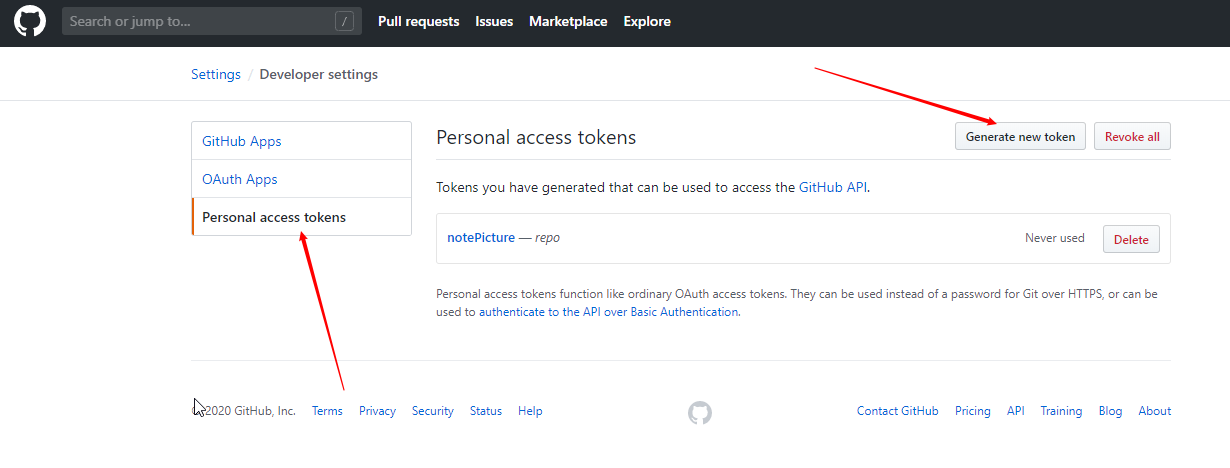 Search or jump to... / Pull requests Issues Marketplace Explore
Settings / Developer settings
GitHub Apps
OAuth Apps
Personal access tokens
Personal access tokens
Generate new token Revoke all
Tokens you have generated that can be used to access the GitHub API.
notePicture — repo Never used Delete
Personal access tokens function like ordinary OAuth access tokens. They can be used instead of a password for Git over HTTPS, or can be
used to authenticate to the API over Basic Authentication.
© 2020 GitHub, Inc. Terms Privacy Security Status Help Contact GitHub Pricing API Training Blog About